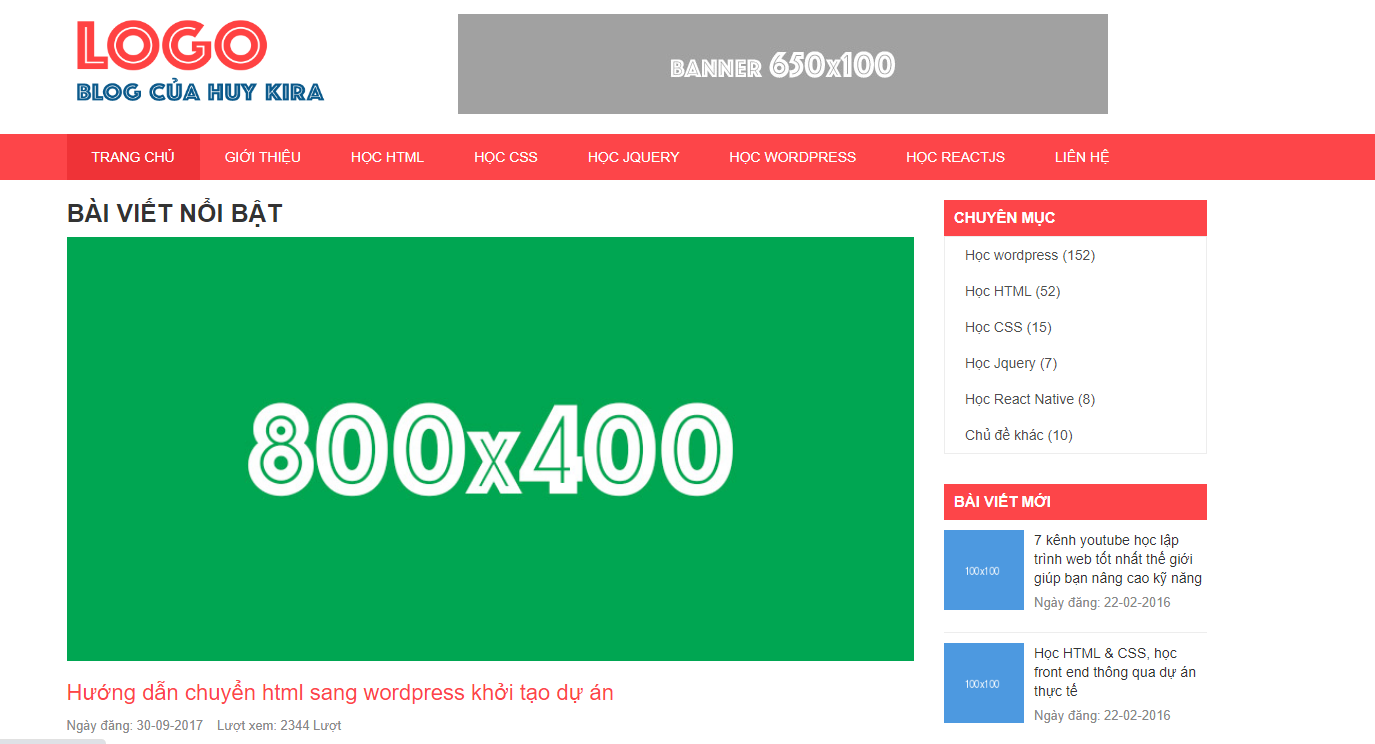 LOGO
BLOG CỦA HUY KIRA
BANNER 650x100
TRANG CHỦ
GIỚI THIỆU
HỌC HTML
HỌC CSS
HỌC JQUERY
HỌC WORDPRESS
HỌC REACTJS
LIÊN HỆ
BÀI VIẾT NỔI BẬT
800x400
Hướng dẫn chuyển html sang wordpress khởi tạo dự án
Ngày đăng: 30-09-2017 Lượt xem: 2344 Lượt
CHUYÊN MỤC
Học wordpress (152)
Học HTML (52)
Học CSS (15)
Học Jquery (7)
Học React Native (8)
Chủ đề khác (10)
BÀI VIẾT MỚI
100x100
7 kênh youtube học lập
trình web tốt nhất thế giới
giúp bạn nâng cao kỹ năng
Ngày đăng: 22-02-2016
100x100
Học HTML & CSS, học
front end thông qua dự án
thực tế
Ngày đăng: 22-02-2016